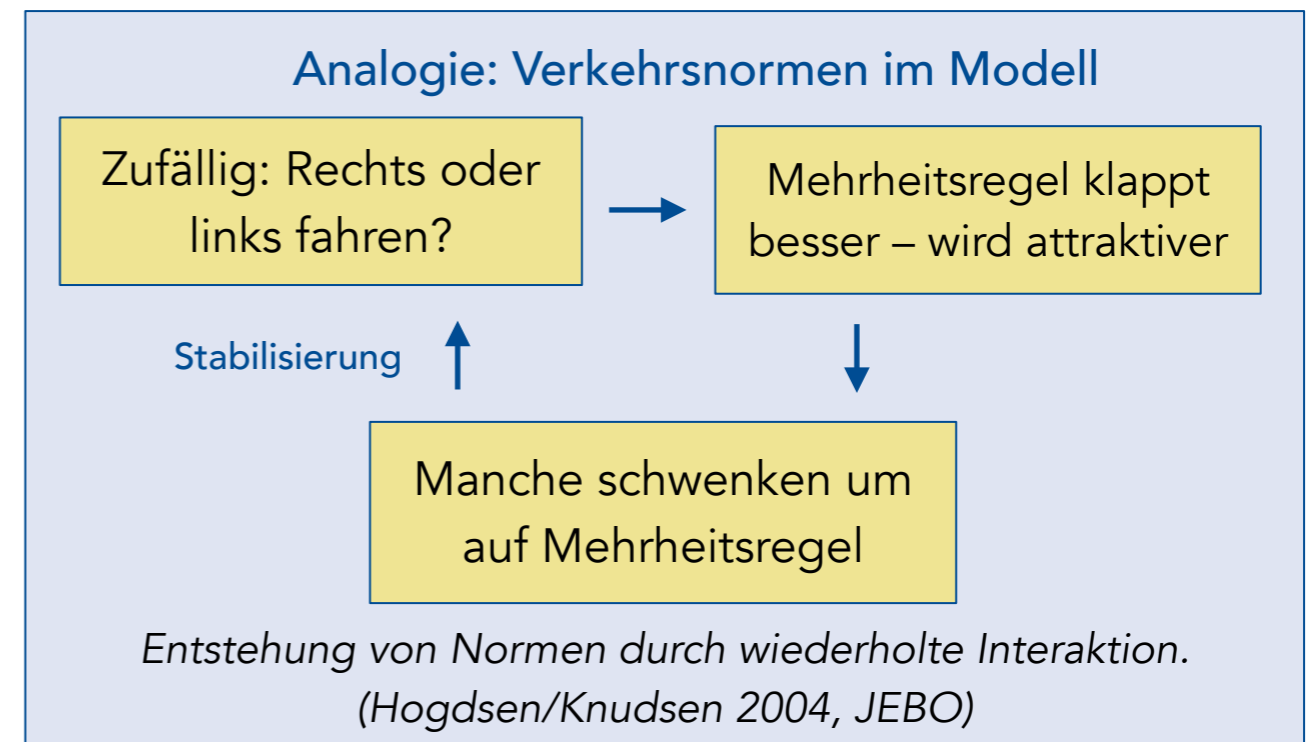 Analogie: Verkehrsnormen im Modell
Zufällig: Rechts oder
links fahren?
Mehrheitsregel klappt
besser – wird attraktiver
Stabilisierung
Manche schwenken um
auf Mehrheitsregel
Entstehung von Normen durch wiederholte Interaktion.
(Hogdsen/Knudsen 2004, JEBO)